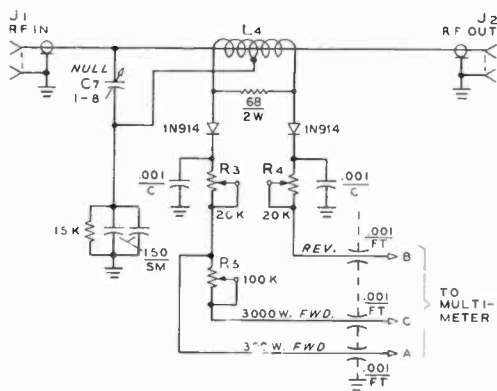 J1
RF IN
L4
J2
RF OUT
NULL
C7
1-8
68
2W
1N914
1N914
.001
C
R3
20K
R4
20K
.001
C
15K
150
SM
R5
100K
REV.
.001
FT
B
3000W. FWD.
.001
FT
C
300W. FWD
.001
FT
A
TO
MULTI-
METER